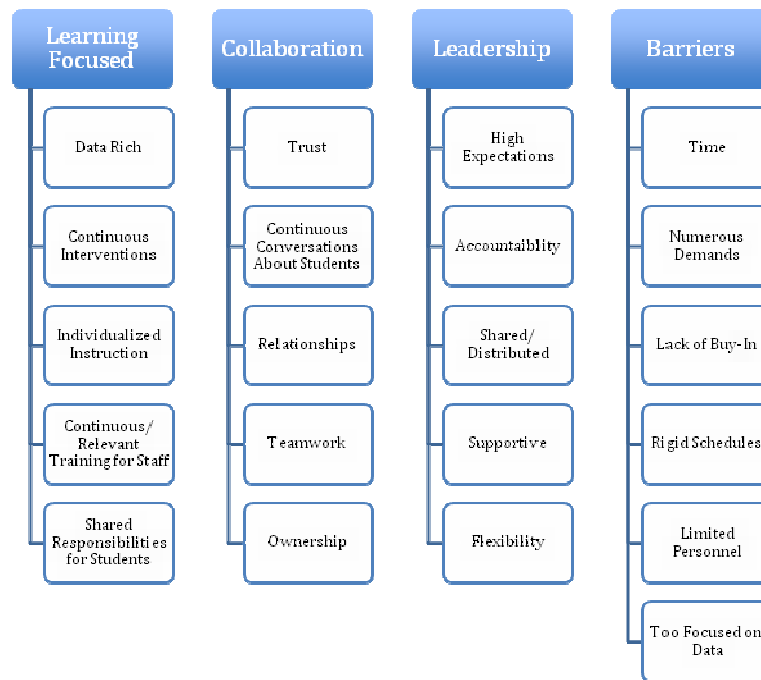 Learning
Focused
Data Rich
Continuous
Interventions
Individualized
Instruction
Continuous/
Relevant
Training for Staff
Shared
Responsibilities
for Students
Collaboration
Trust
Continuous
Conversations
About Students
Relationships
Teamwork
Ownership
Leadership
High
Expectations
Accountaiblity
Shared/
Distributed
Supportive
Flexibility
Barriers
Time
Numerous
Demands
Lack of Buy-In
Rigid Schedules
Limited
Personnel
Too Focused on
Data